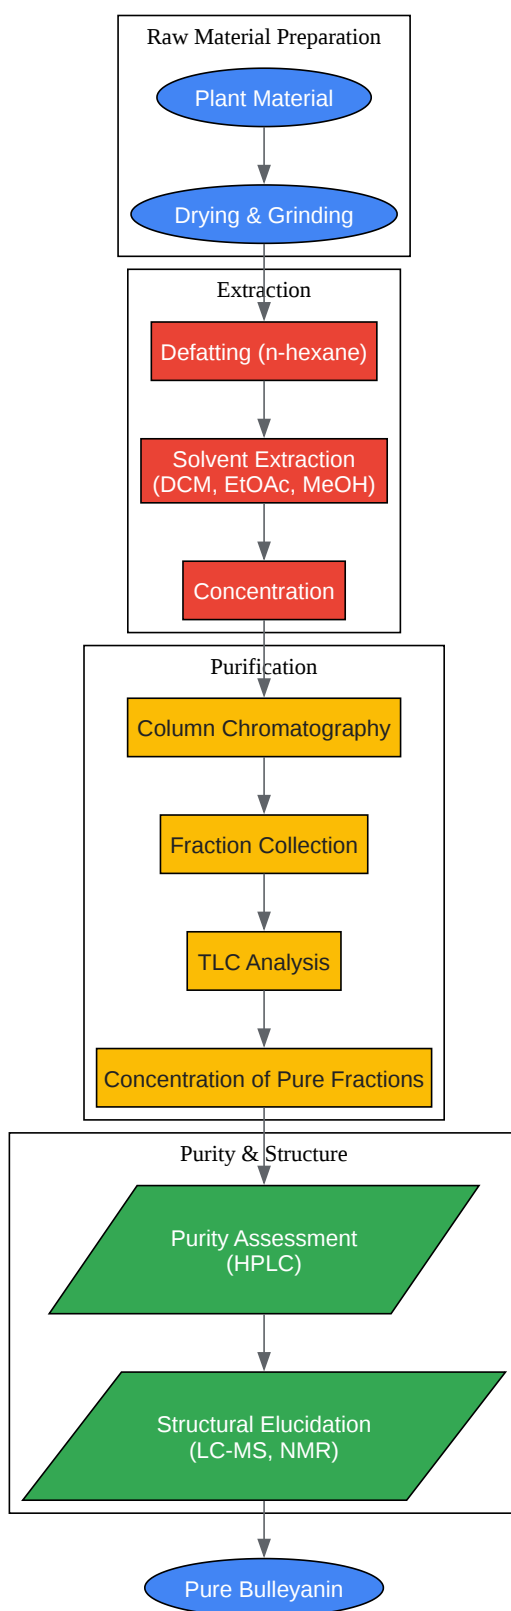 Raw Material Preparation
Plant Material
Drying & Grinding
Extraction
Defatting (n-hexane)
Solvent Extraction
(DCM, EtOAc, MeOH)
Concentration
Purification
Column Chromatography
Fraction Collection
TLC Analysis
Concentration of Pure Fractions
Purity & Structure
Purity Assessment
(HPLC)
Structural Elucidation
(LC-MS, NMR)
Pure Bulleyanin